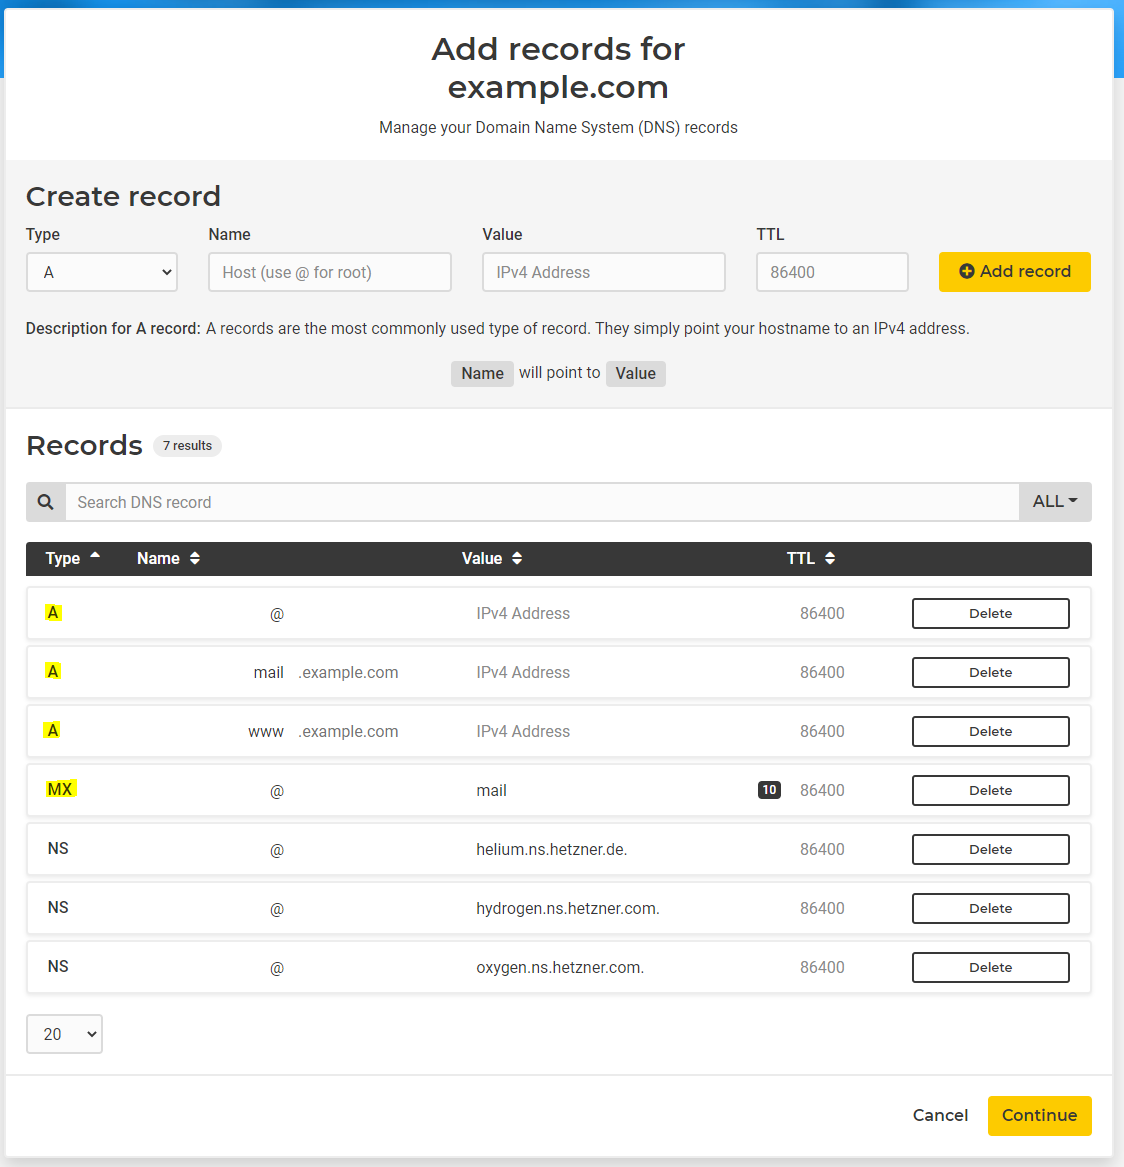 Add records for
example.com
Manage your Domain Name System (DNS) records
Create record
Type Name Value TTL
A Host (use @ for root) IPv4 Address 86400 Add record
Description for A record: A records are the most commonly used type of record. They simply point your hostname to an IPv4 address.
Name will point to Value
Records 7 results
Search DNS record ALL
Type Name Value TTL
A @ IPv4 Address 86400 Delete
A mail .example.com IPv4 Address 86400 Delete
A www .example.com IPv4 Address 86400 Delete
MX @ mail 10 86400 Delete
NS @ helium.ns.hetzner.de. 86400 Delete
NS @ hydrogen.ns.hetzner.com. 86400 Delete
NS @ oxygen.ns.hetzner.com. 86400 Delete
20
Cancel Continue